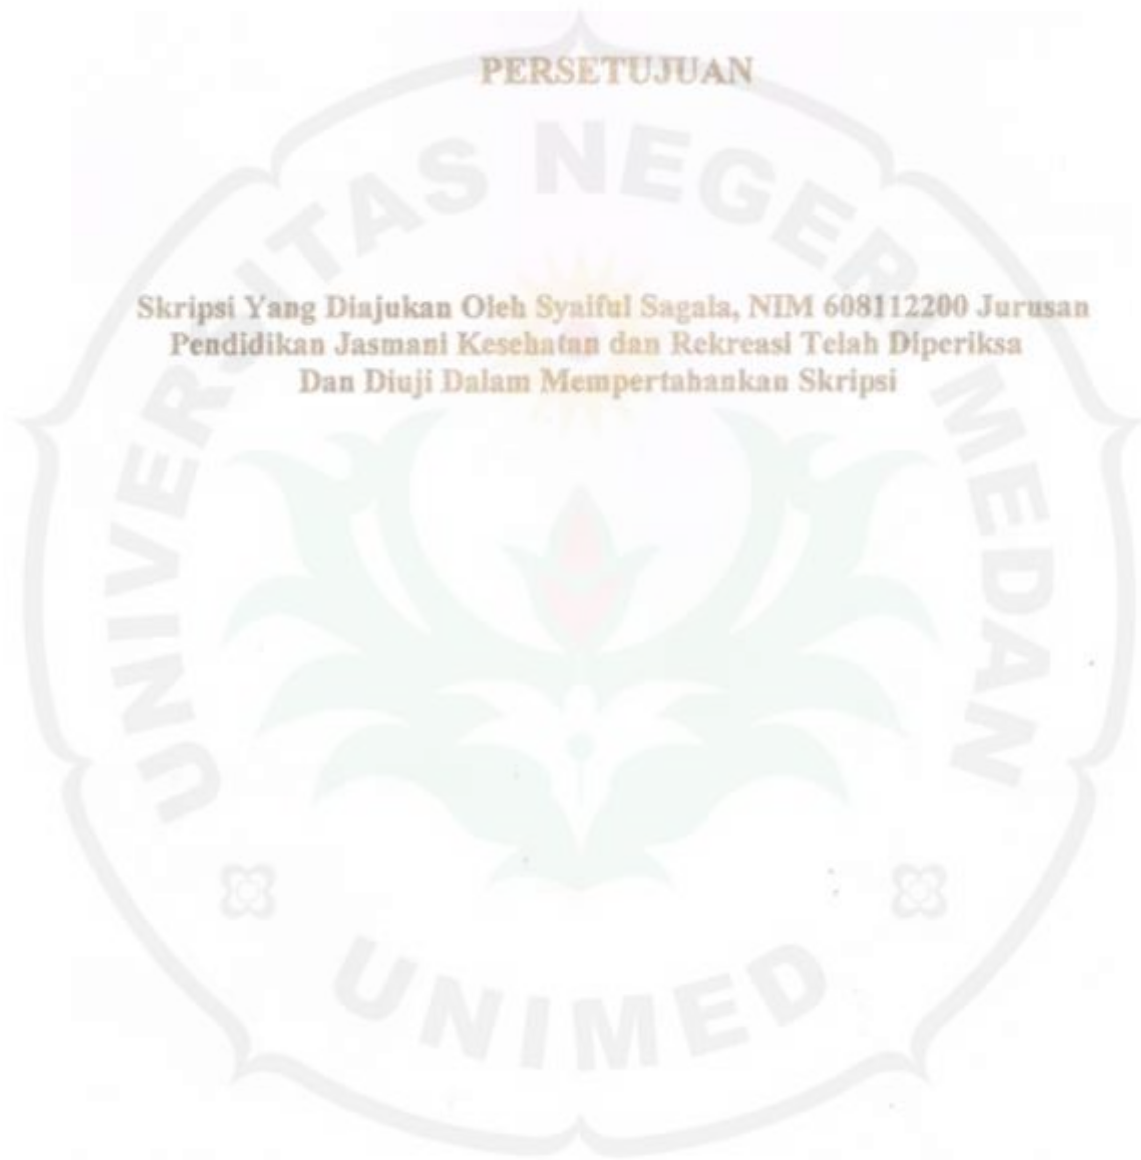 PERSETUJUAN
Skripsi Yang Diajukan Oleh Syaiful Sagala, NIM 608112200 Jurusan
Pendidikan Jasmani Kesehatan dan Rekreasi Telah Diperiksa
Dan Diuji Dalam Mempertahankan Skripsi
UNIVERSITAS NEGERI MEDAN
UNIMED